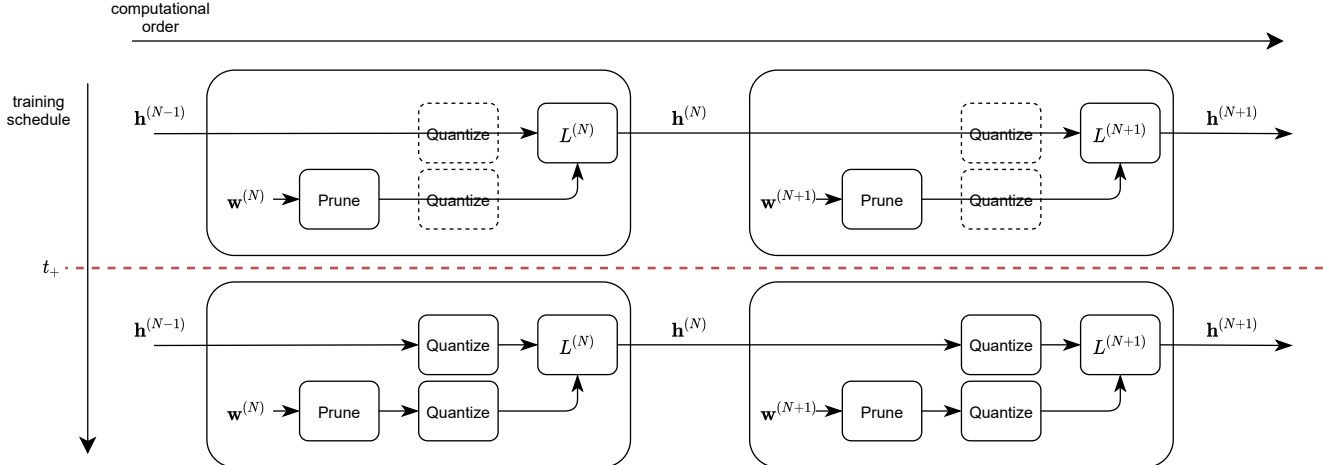 computational
order
training
schedule
h^{(N−1)}
Quantize
L^{(N)}
h^{(N)}
Quantize
L^{(N+1)}
h^{(N+1)}
w^{(N)}
Prune
Quantize
w^{(N+1)}
Prune
Quantize
t_+
h^{(N−1)}
Quantize
L^{(N)}
h^{(N)}
Quantize
L^{(N+1)}
h^{(N+1)}
w^{(N)}
Prune
Quantize
w^{(N+1)}
Prune
Quantize